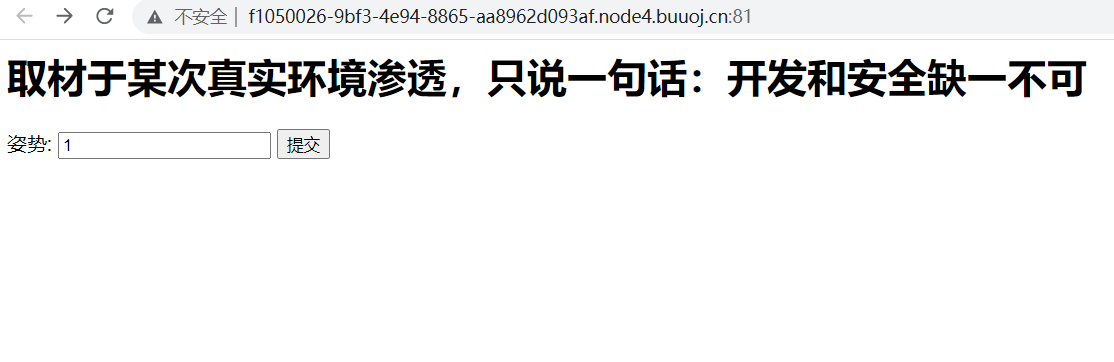 不安全 | f1050026-9bf3-4e94-8865-aa8962d093af.node4.buuoj.cn:81
取材于某次真实环境渗透，只说一句话：开发和安全缺一不可
姿势: 1 提交